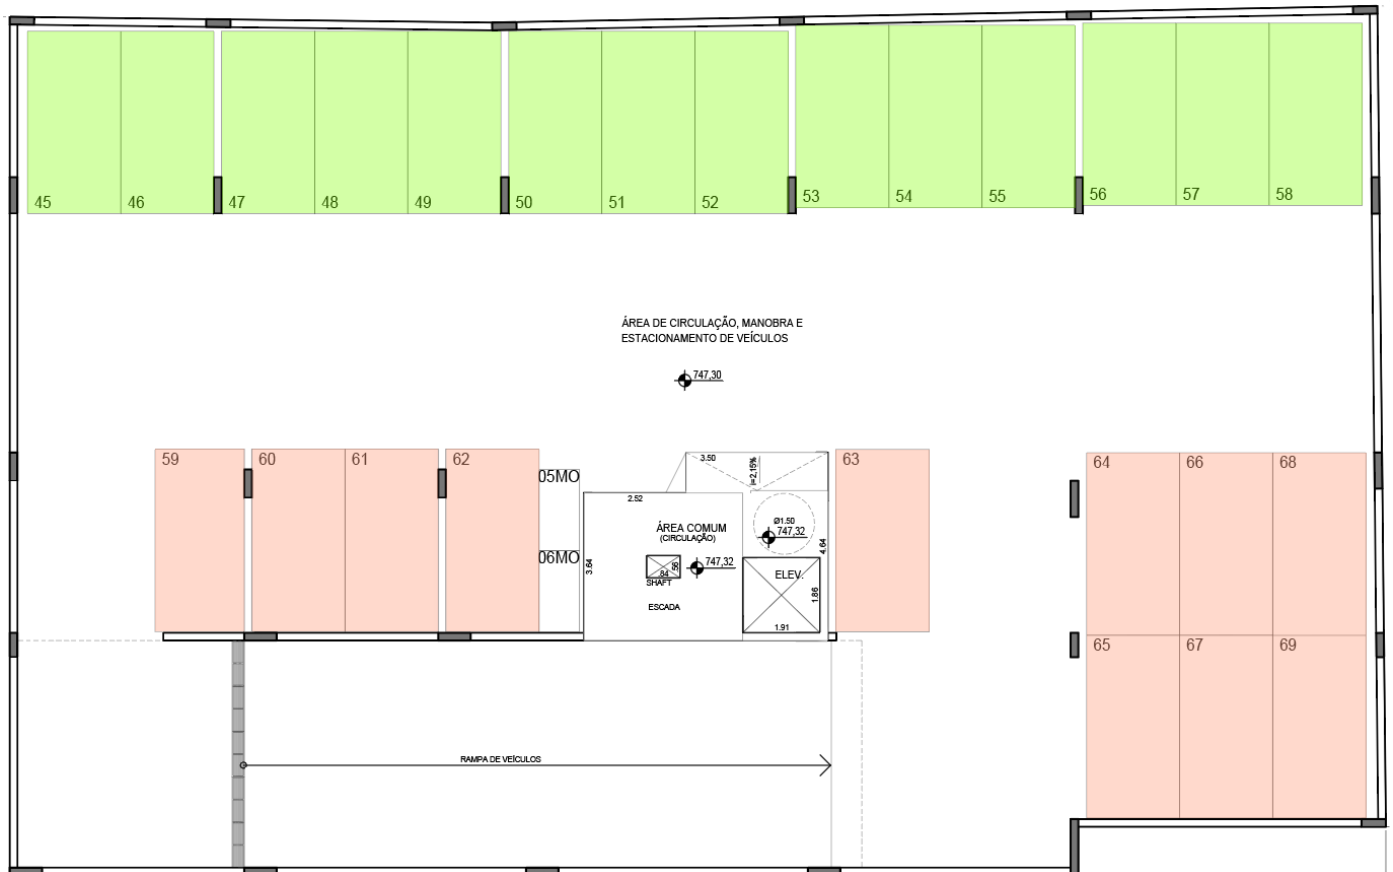 45 46 47 48 49 50 51 52 53 54 55 56 57 58
ÁREA DE CIRCULAÇÃO, MANOBRA E
ESTACIONAMENTO DE VEÍCULOS
747,30
59 60 61 62 63 64 66 68
05MO
06MO
3.50
i=2,15%
2.52
Ø1.50
747,32
ÁREA COMUM
(CIRCULAÇÃO)
4.64
3.64
.56
.84
747,32
SHAFT
ELEV.
1.86
ESCADA
1.91
65 67 69
RAMPA DE VEÍCULOS